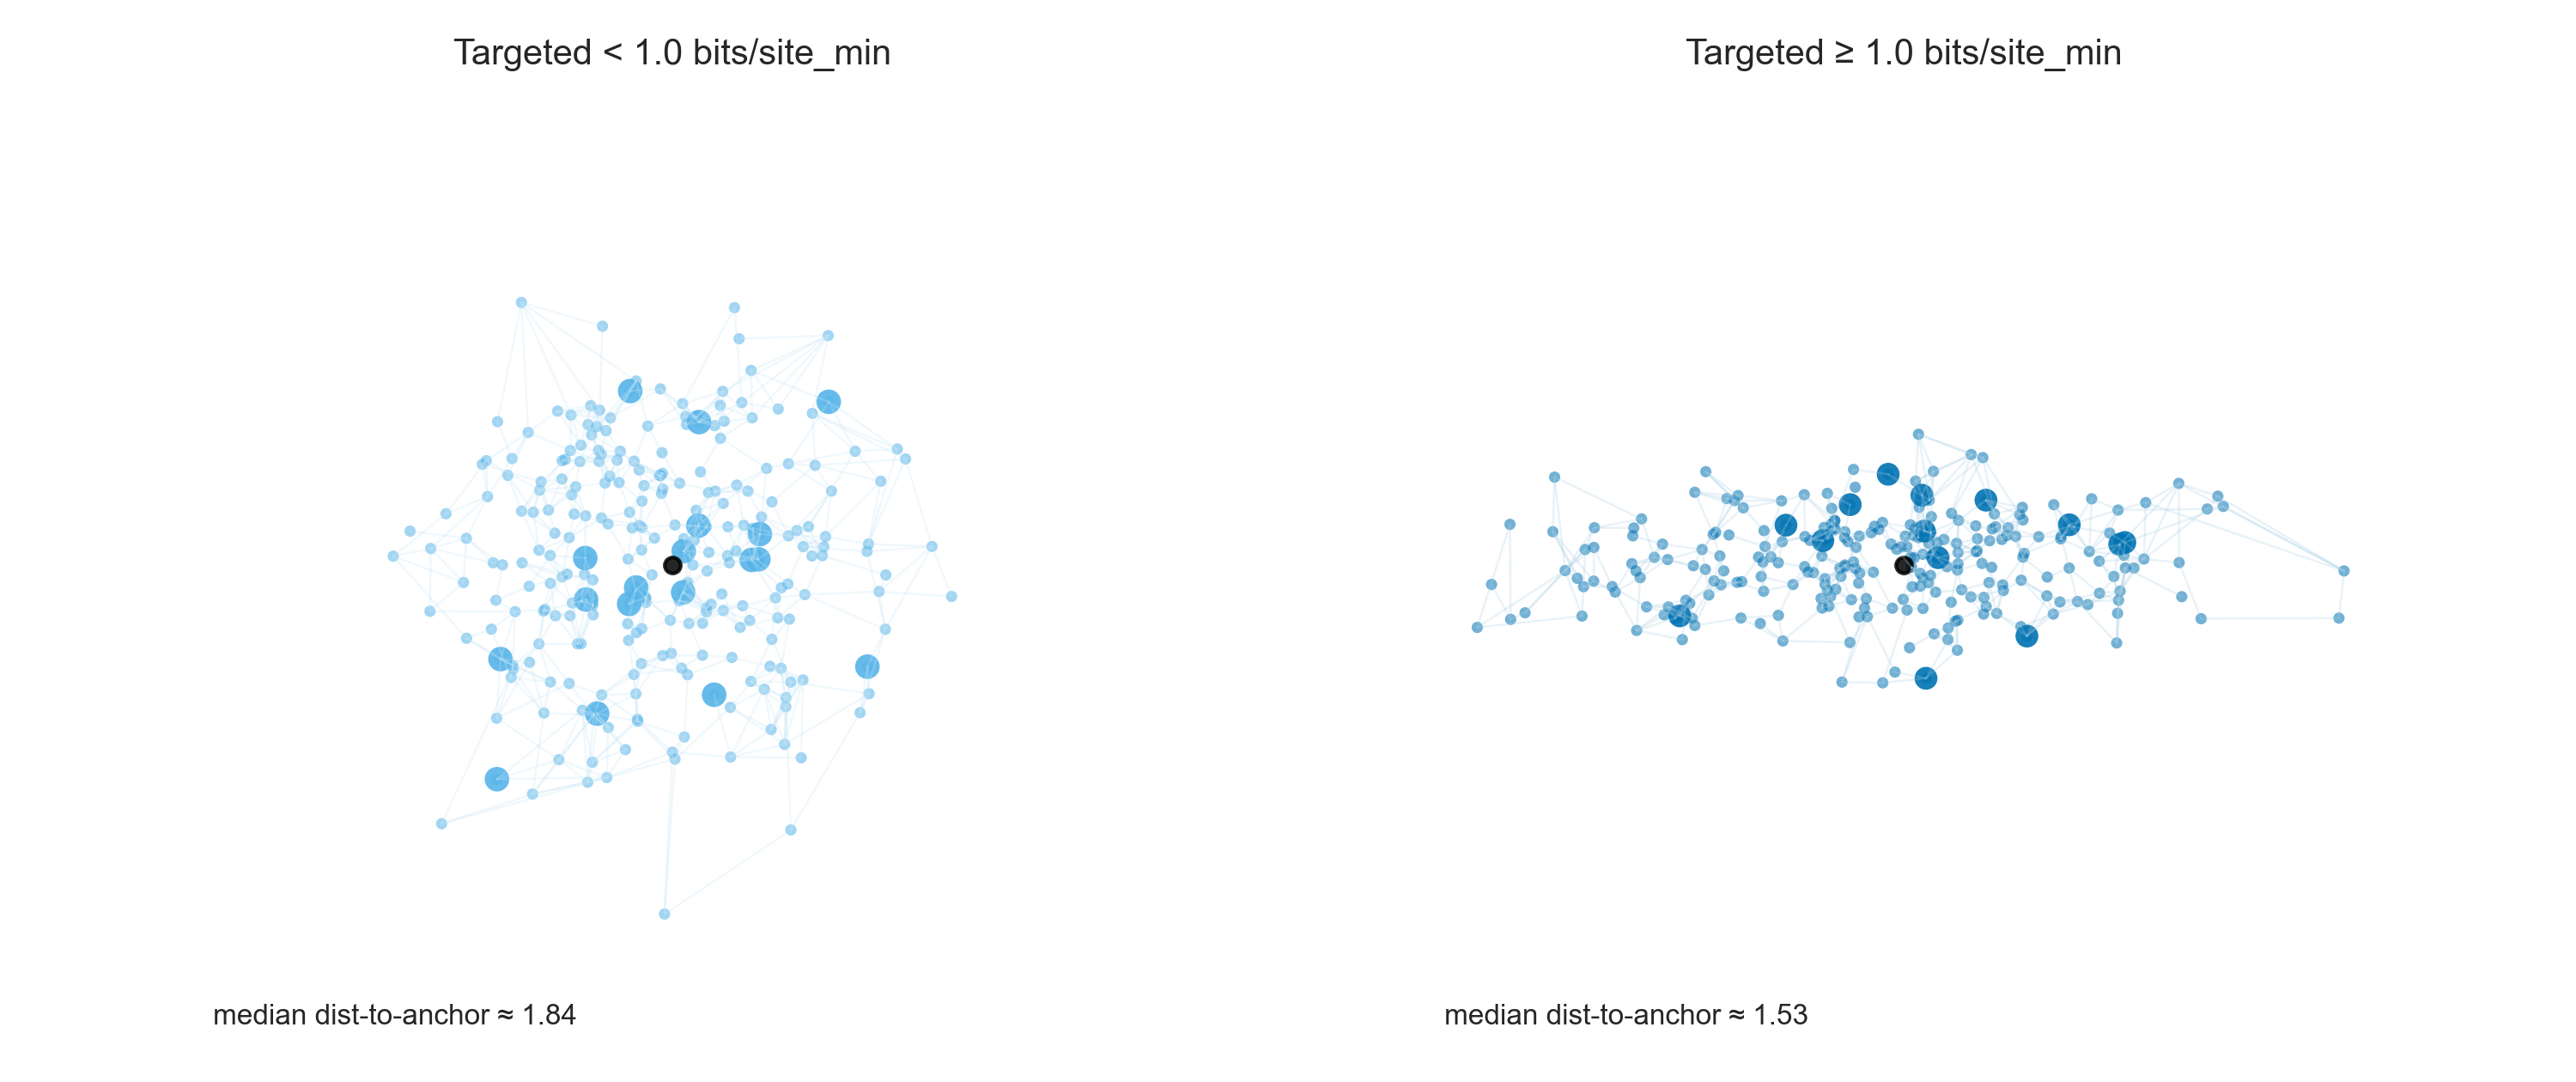 Targeted < 1.0 bits/site_min
Targeted ≥ 1.0 bits/site_min
median dist-to-anchor ≈ 1.84
median dist-to-anchor ≈ 1.53